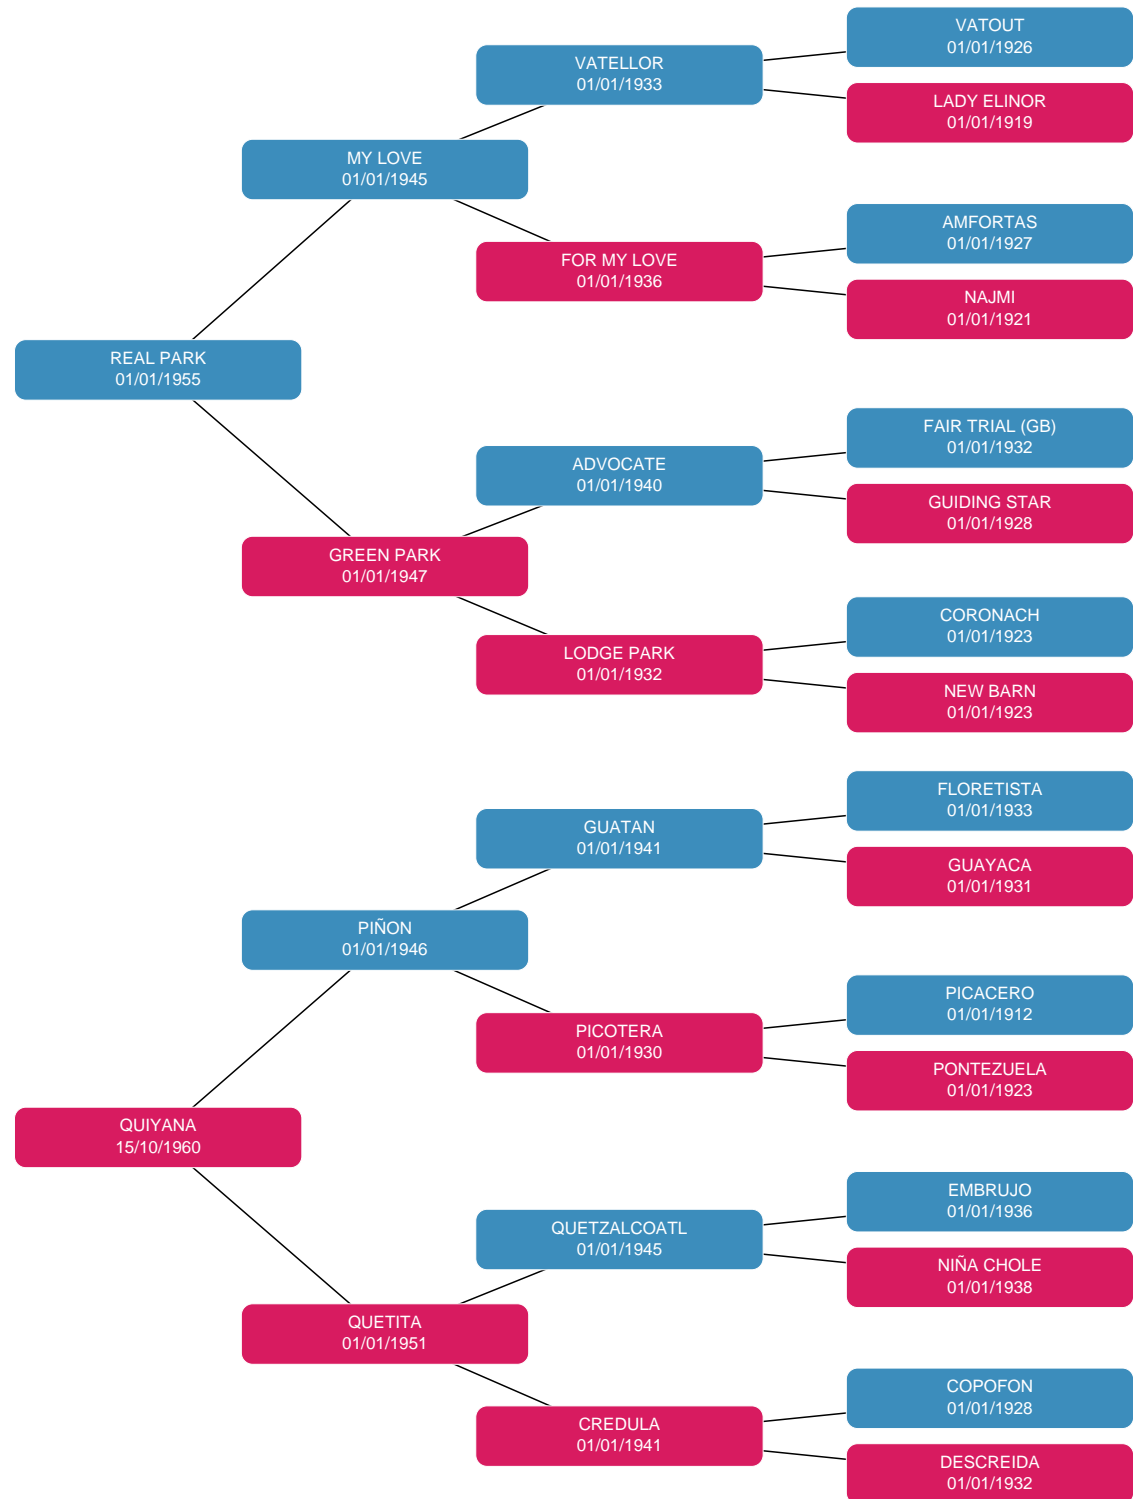 VATOUT
01/01/1926
VATELLOR
01/01/1933
LADY ELINOR
01/01/1919
MY LOVE
01/01/1945
AMFORTAS
01/01/1927
FOR MY LOVE
01/01/1936
NAJMI
01/01/1921
REAL PARK
01/01/1955
FAIR TRIAL (GB)
01/01/1932
ADVOCATE
01/01/1940
GUIDING STAR
01/01/1928
GREEN PARK
01/01/1947
CORONACH
01/01/1923
LODGE PARK
01/01/1932
NEW BARN
01/01/1923
FLORETISTA
01/01/1933
GUATAN
01/01/1941
GUAYACA
01/01/1931
PIÑON
01/01/1946
PICACERO
01/01/1912
PICOTERA
01/01/1930
PONTEZUELA
01/01/1923
QUIYANA
15/10/1960
EMBRUJO
01/01/1936
QUETZALCOATL
01/01/1945
NIÑA CHOLE
01/01/1938
QUETITA
01/01/1951
COPOFON
01/01/1928
CREDULA
01/01/1941
DESCREIDA
01/01/1932